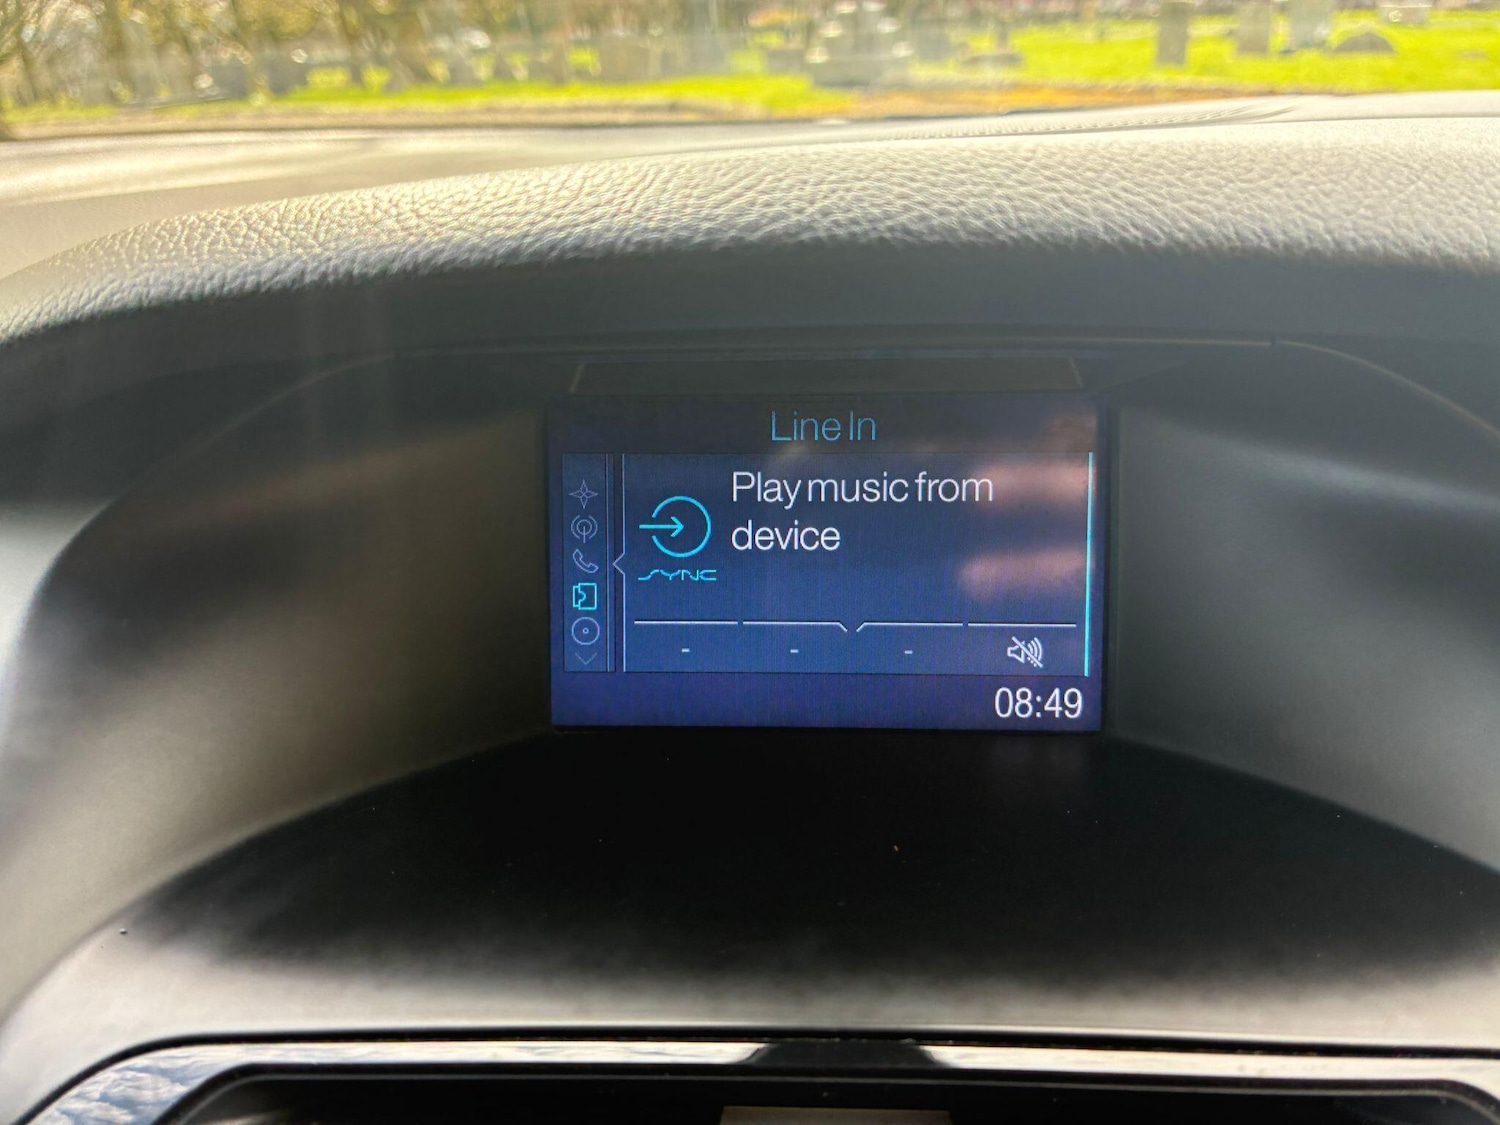 Line In
Play music from
device
SYNC
- - -
08:49